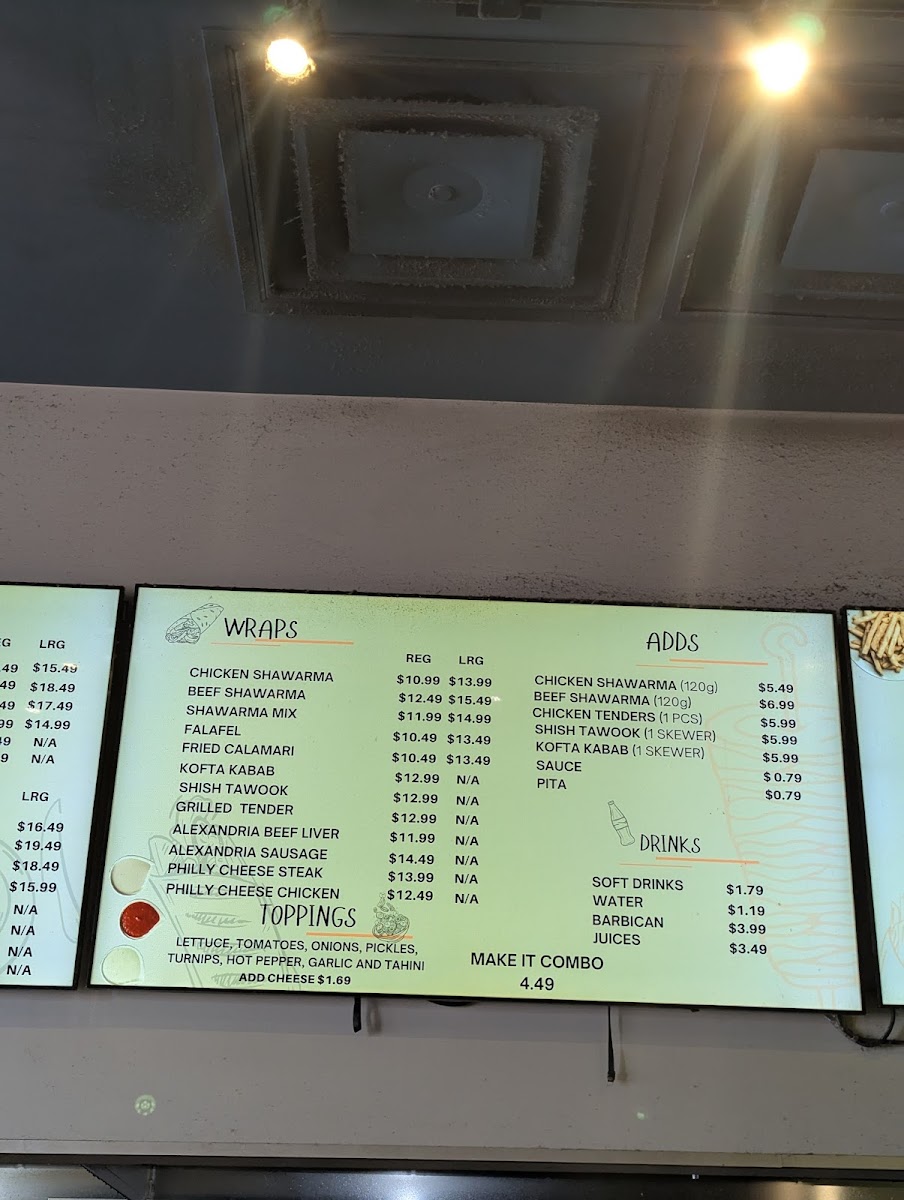 LRG
.49 $15.49
49 $18.49
49 $17.49
99 $14.99
N/A
N/A
LRG
$16.49
$19.49
$18.49
$15.99
N/A
N/A
N/A
N/A
WRAPS
REG LRG
CHICKEN SHAWARMA $10.99 $13.99
BEEF SHAWARMA $12.49 $15.49
SHAWARMA MIX $11.99 $14.99
FALAFEL $10.49 $13.49
FRIED CALAMARI $10.49 $13.49
KOFTA KABAB $12.99 N/A
SHISH TAWOOK $12.99 N/A
GRILLED TENDER $12.99 N/A
ALEXANDRIA BEEF LIVER $11.99 N/A
ALEXANDRIA SAUSAGE $14.49 N/A
PHILLY CHEESE STEAK $13.99 N/A
PHILLY CHEESE CHICKEN $12.49 N/A
TOPPINGS
LETTUCE, TOMATOES, ONIONS, PICKLES,
TURNIPS, HOT PEPPER, GARLIC AND TAHINI
ADD CHEESE $1.69
ADDS
CHICKEN SHAWARMA (120g) $5.49
BEEF SHAWARMA (120g) $6.99
CHICKEN TENDERS (1 PCS) $5.99
SHISH TAWOOK (1 SKEWER) $5.99
KOFTA KABAB (1 SKEWER) $5.99
SAUCE $0.79
PITA $0.79
DRINKS
SOFT DRINKS $1.79
WATER $1.19
BARBICAN $3.99
JUICES $3.49
MAKE IT COMBO
4.49